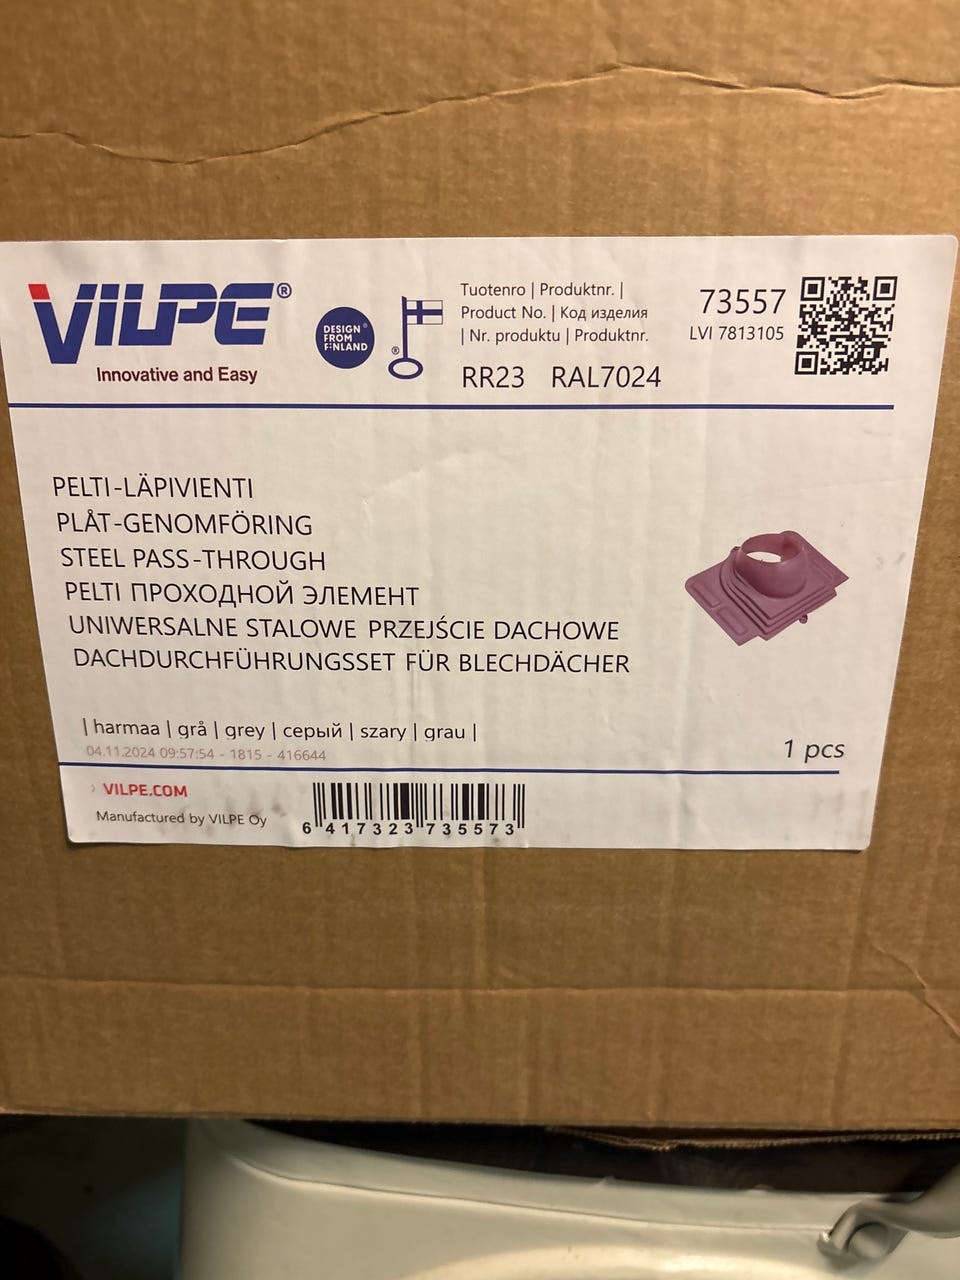 VILPE®
Innovative and Easy
DESIGN®
FROM
FINLAND
®
Tuotenro | Produktnr. |
Product No. | Код изделия
| Nr. produktu | Produktnr.
RR23 RAL7024
73557
LVI 7813105
PELTI-LÄPIVIENTI
PLÅT-GENOMFÖRING
STEEL PASS-THROUGH
PELTI ПРОХОДНОЙ ЭЛЕМЕНТ
UNIWERSALNE STALOWE PRZEJŚCIE DACHOWE
DACHDURCHFÜHRUNGSSET FÜR BLECHDÄCHER
| harmaa | grå | grey | серый | szary | grau |
04.11.2024 09:57:54 - 1815 - 416644
1 pcs
› VILPE.COM
Manufactured by VILPE Oy
6 417323 735573